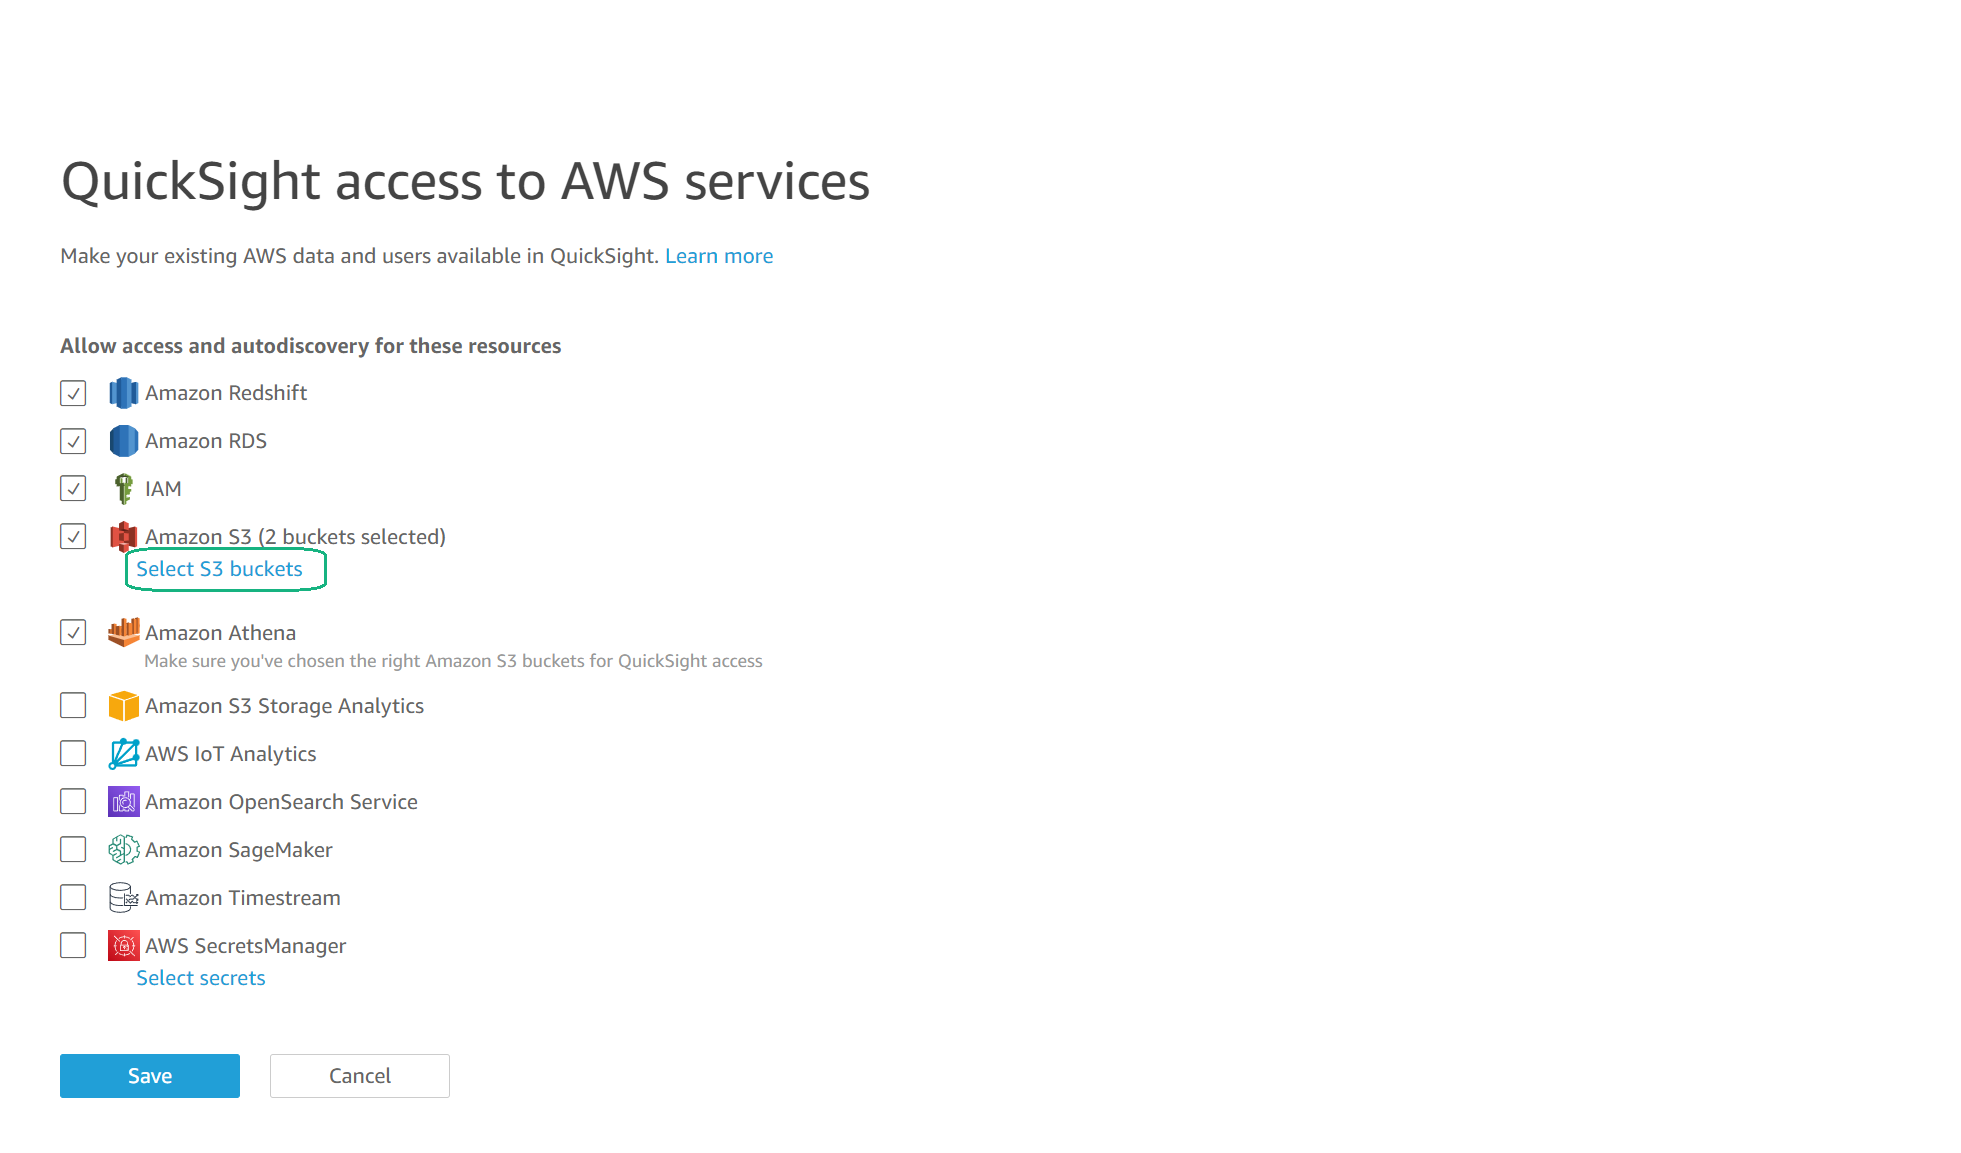 QuickSight access to AWS services
Make your existing AWS data and users available in QuickSight. Learn more
Allow access and autodiscovery for these resources
Amazon Redshift
Amazon RDS
IAM
Amazon S3 (2 buckets selected)
Select S3 buckets
Amazon Athena
Make sure you've chosen the right Amazon S3 buckets for QuickSight access
Amazon S3 Storage Analytics
AWS IoT Analytics
Amazon OpenSearch Service
Amazon SageMaker
Amazon Timestream
AWS SecretsManager
Select secrets
Save
Cancel